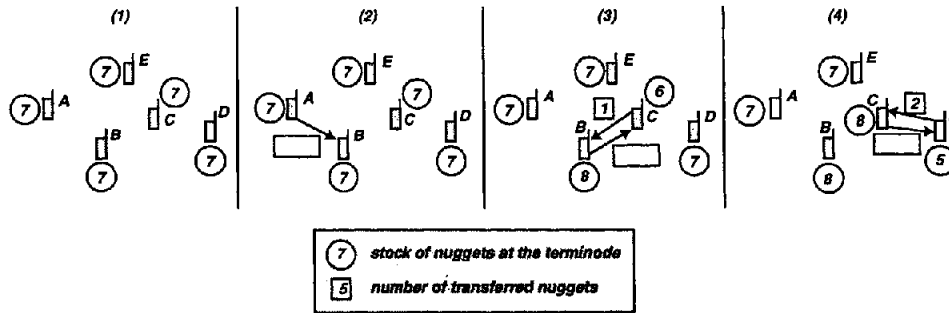 (1) (2) (3) (4)
E E E E
7 7 7 7
7 7 6
7 A 7 A 7 A 1 7 A C 2
C D C D B C D B 8
B B
7 7 7 7 8 7 8 5
7 stock of nuggets at the terminode
5 number of transferred nuggets